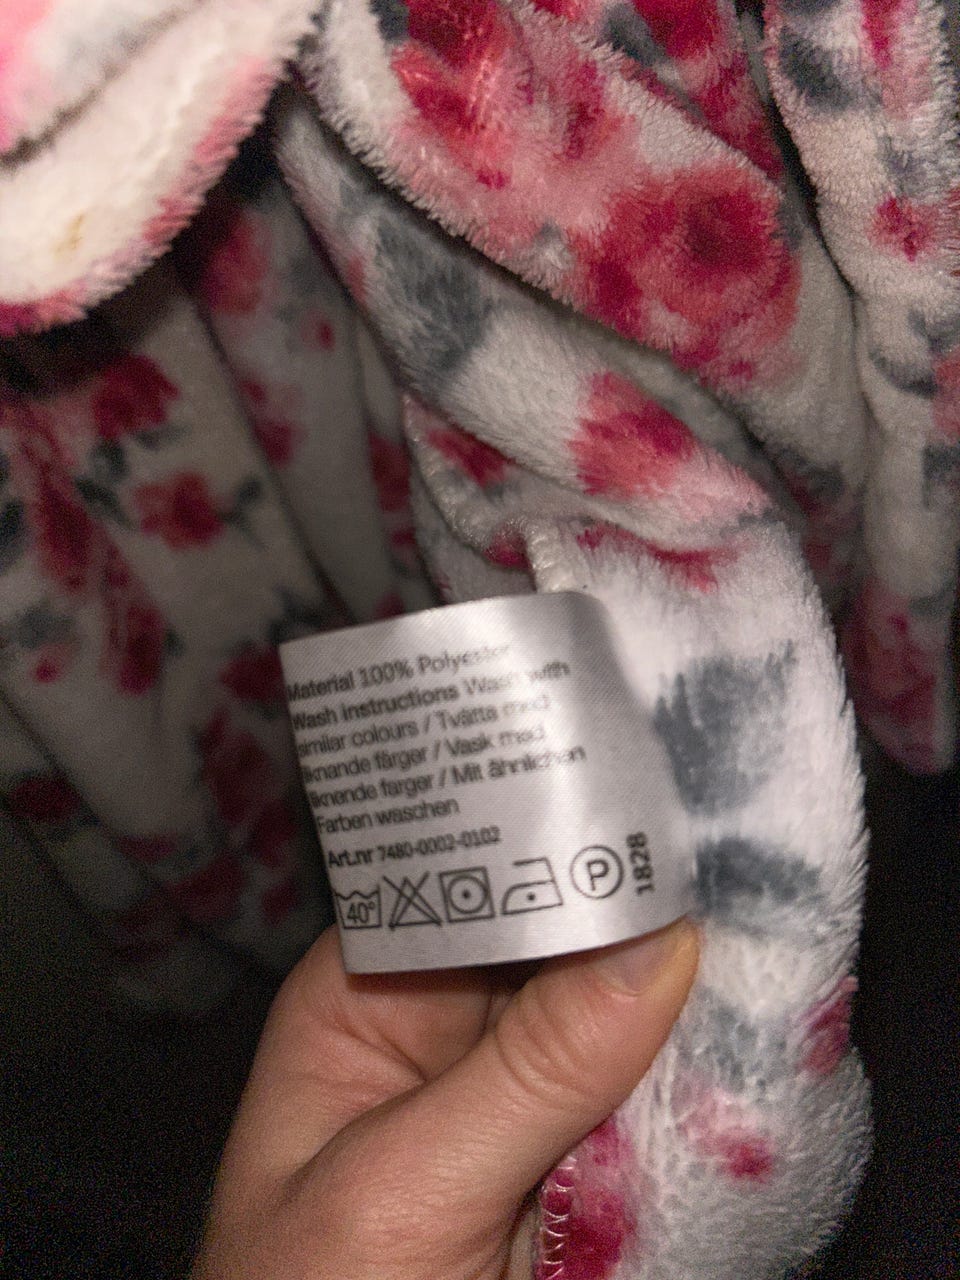 Material 100% Polyester
Wash instructions Wash with
similar colours / Tvätta med
liknande färger / Vask med
liknende farger / Mit ähnlichen
Farben waschen
Art.nr 7480-0002-0102
40°
P
1828